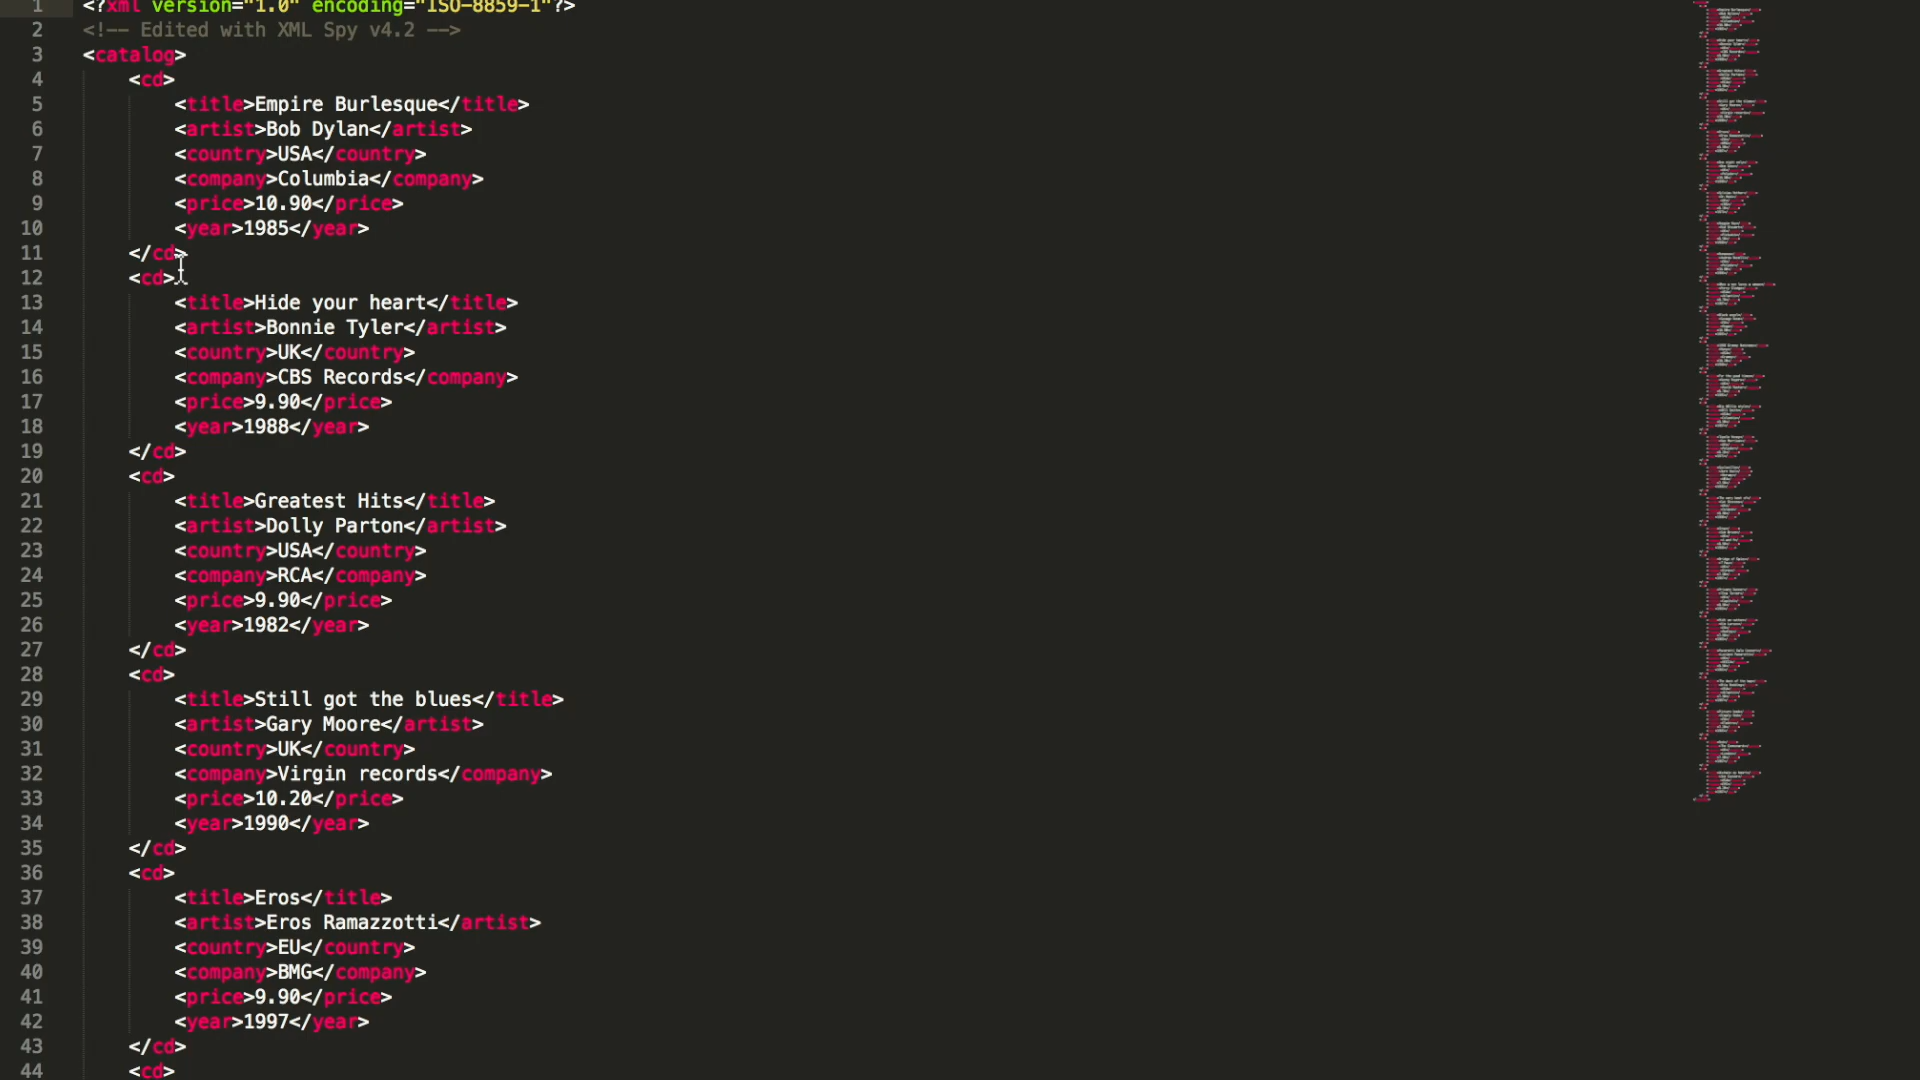 1 <?xml version="1.0" encoding="ISO-8859-1"?>
2 <!-- Edited with XML Spy v4.2 -->
3 <catalog>
4 <cd>
5 <title>Empire Burlesque</title>
6 <artist>Bob Dylan</artist>
7 <country>USA</country>
8 <company>Columbia</company>
9 <price>10.90</price>
10 <year>1985</year>
11 </cd>
12 <cd>
13 <title>Hide your heart</title>
14 <artist>Bonnie Tyler</artist>
15 <country>UK</country>
16 <company>CBS Records</company>
17 <price>9.90</price>
18 <year>1988</year>
19 </cd>
20 <cd>
21 <title>Greatest Hits</title>
22 <artist>Dolly Parton</artist>
23 <country>USA</country>
24 <company>RCA</company>
25 <price>9.90</price>
26 <year>1982</year>
27 </cd>
28 <cd>
29 <title>Still got the blues</title>
30 <artist>Gary Moore</artist>
31 <country>UK</country>
32 <company>Virgin records</company>
33 <price>10.20</price>
34 <year>1990</year>
35 </cd>
36 <cd>
37 <title>Eros</title>
38 <artist>Eros Ramazzotti</artist>
39 <country>EU</country>
40 <company>BMG</company>
41 <price>9.90</price>
42 <year>1997</year>
43 </cd>
44 <cd>